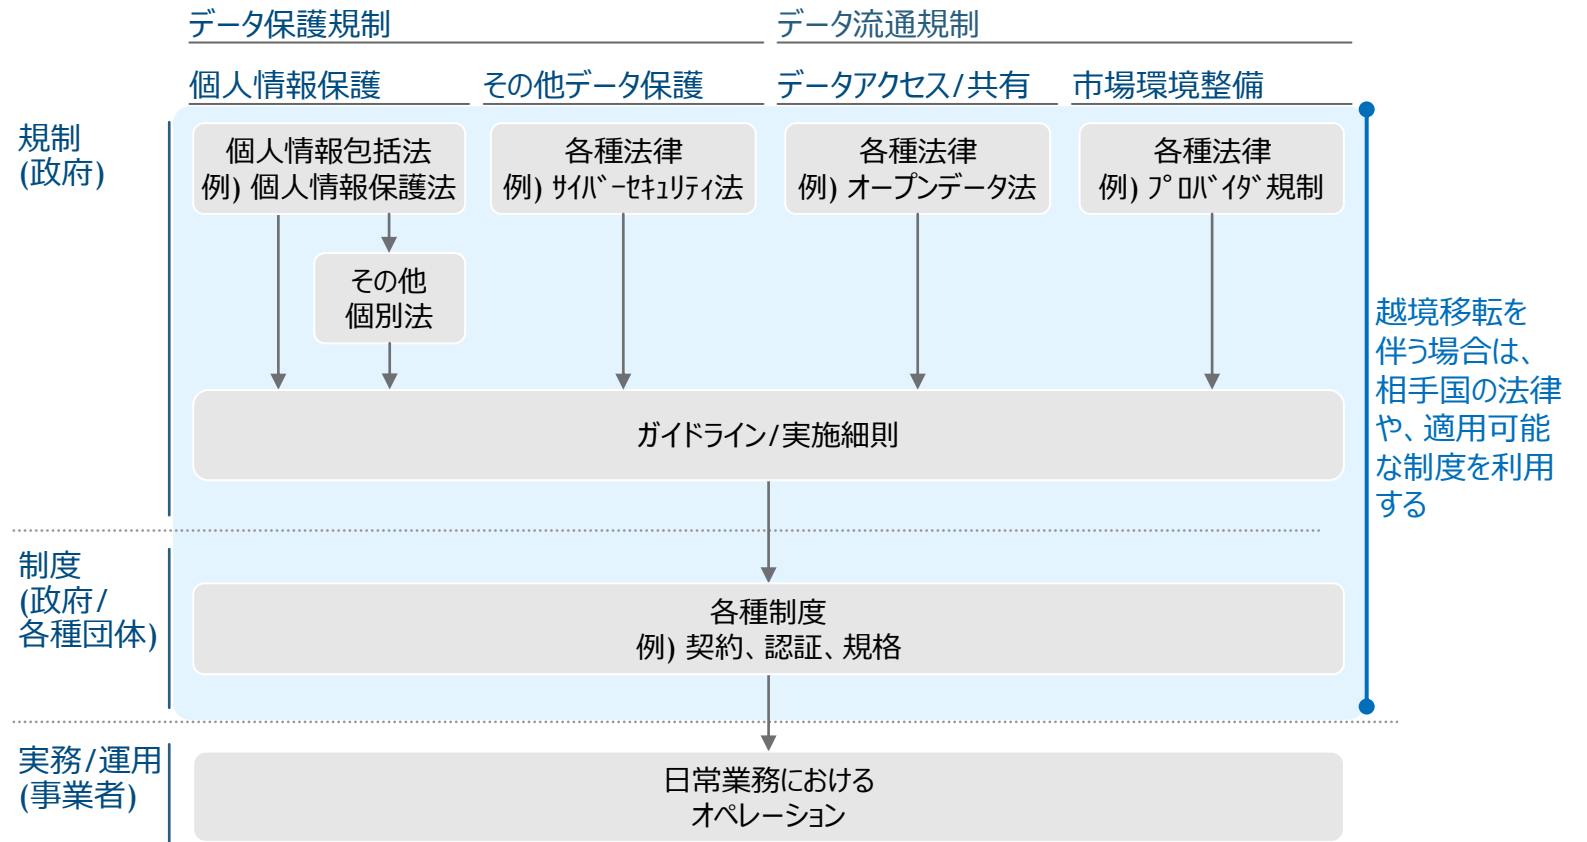 データ保護規制
データ流通規制
個人情報保護
その他データ保護
データアクセス/共有
市場環境整備
規制
(政府)
個人情報包括法
例) 個人情報保護法
各種法律
例) ｻｲﾊﾞｰｾｷｭﾘﾃｨ法
各種法律
例) オープンデータ法
各種法律
例) ﾌﾟﾛﾊﾞｲﾀﾞ規制
その他
個別法
ガイドライン/実施細則
越境移転を
伴う場合は、
相手国の法律
や、適用可能
な制度を利用
する
制度
(政府/
各種団体)
各種制度
例) 契約、認証、規格
実務/運用
(事業者)
日常業務における
オペレーション